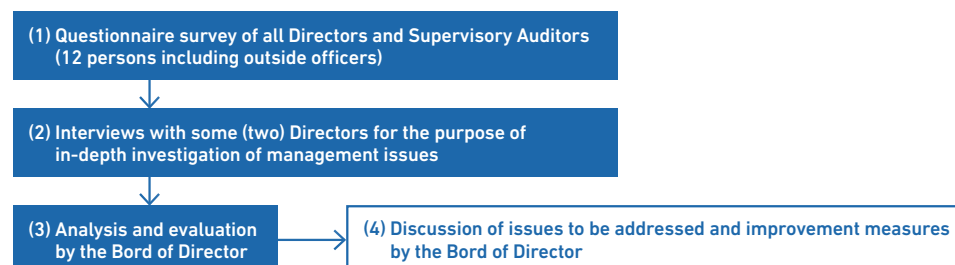 (1) Questionnaire survey of all Directors and Supervisory Auditors
(12 persons including outside officers)
(2) Interviews with some (two) Directors for the purpose of
in-depth investigation of management issues
(3) Analysis and evaluation
by the Bord of Director
(4) Discussion of issues to be addressed and improvement measures
by the Bord of Director